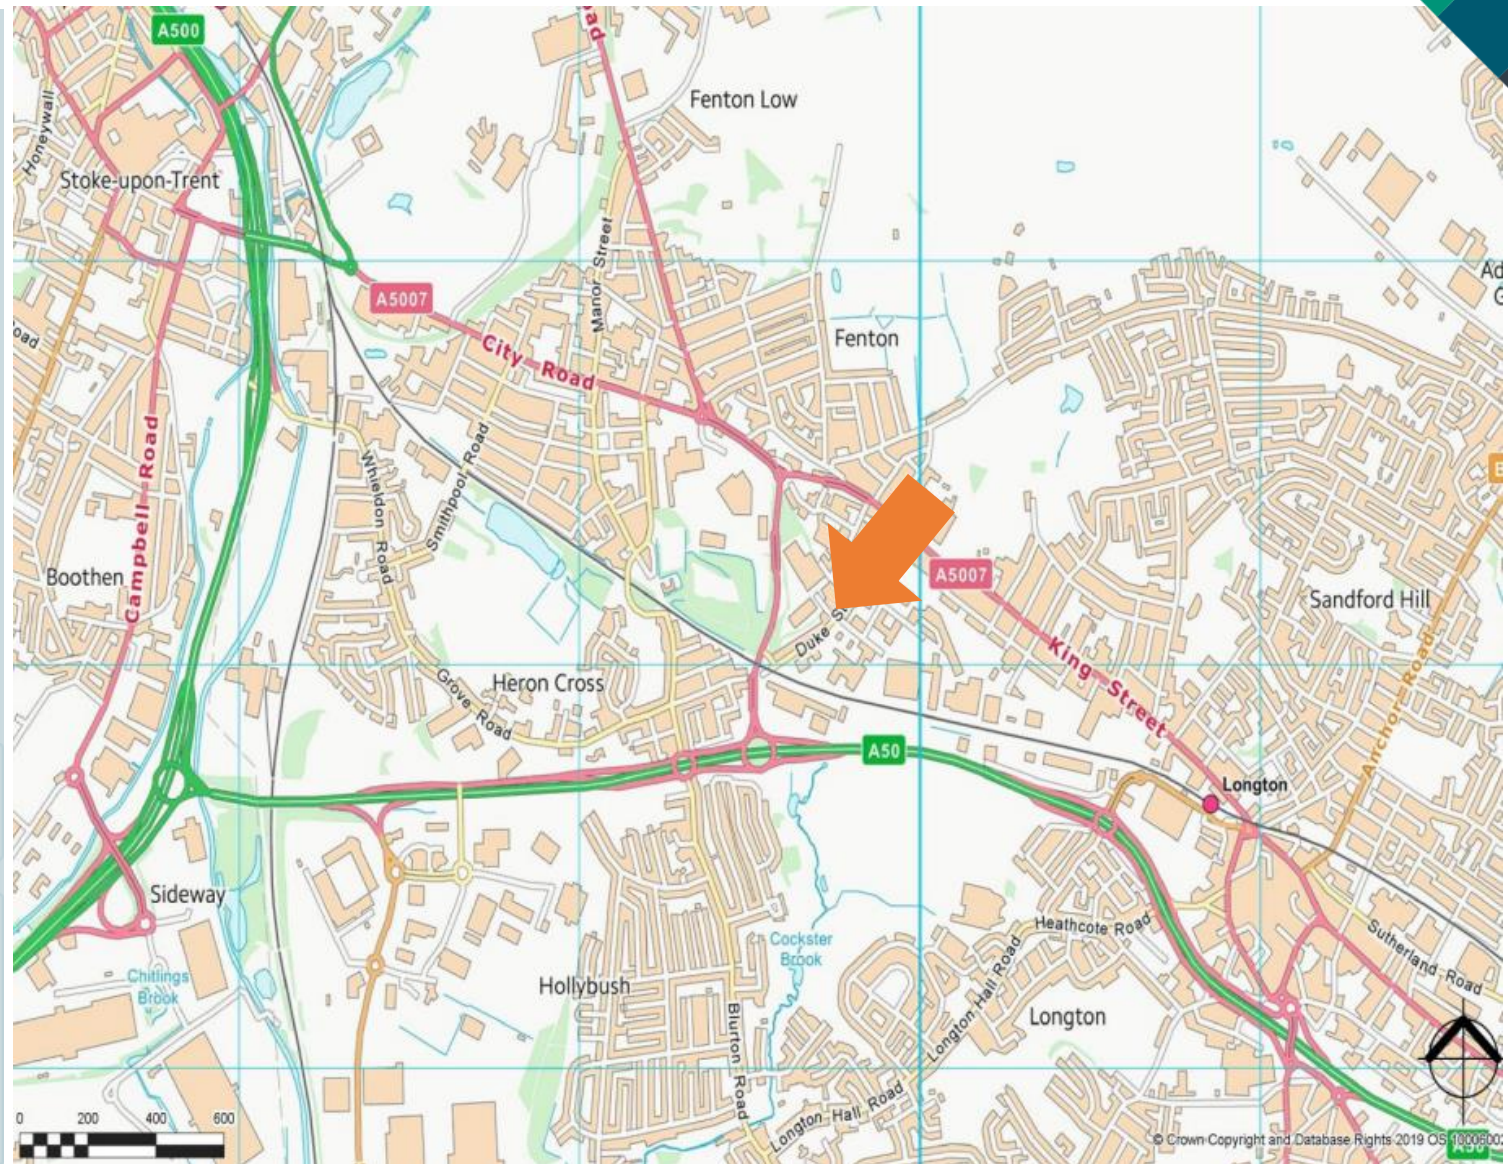 A500
Honeywall
Stoke-upon-Trent
Fenton Low
Manor Street
A5007
City Road
Fenton
Whieldon Road
Smithpool Road
Campbell Road
Boothen
A5007
Sandford Hill
Duke
Heron Cross
Grove Road
King Street
Anchor Road
A50
Longton
Sideway
Chitlings
Brook
Hollybush
Cockster
Brook
Blurton Road
Heathcote Road
Longton Hall Road
Longton
Sutherland Road
Longton Hall Road
0 200 400 600
© Crown Copyright and Database Rights 2019 OS
A50